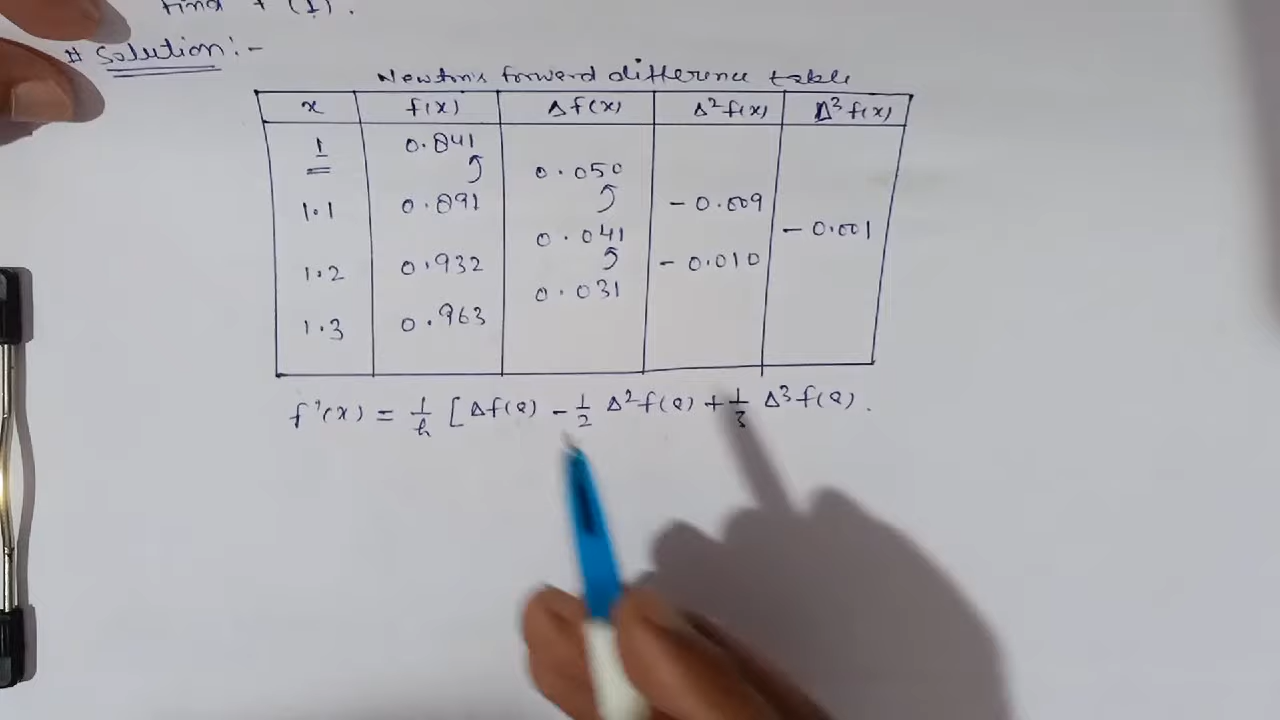 find f (1).
# Solution:-
Newton's forward difference table
x f(x) Δf(x) Δ²f(x) Δ³f(x)
1 0.841
0.050
1.1 0.891 -0.009
0.041 -0.001
1.2 0.932 -0.010
0.031
1.3 0.963
f'(x) = 1/h [Δf(a) - 1/2 Δ²f(a) + 1/3 Δ³f(a).